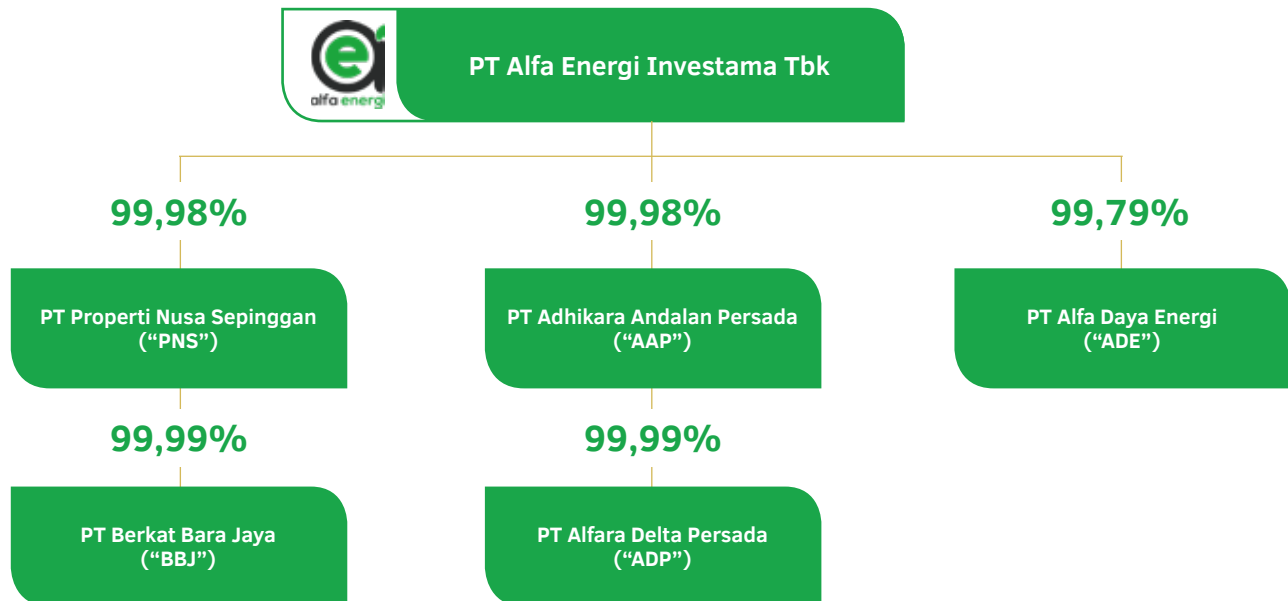 alfa energi
PT Alfa Energi Investama Tbk
99,98%
99,98%
99,79%
PT Properti Nusa Sepinggan
(“PNS”)
PT Adhikara Andalan Persada
(“AAP”)
PT Alfa Daya Energi
(“ADE”)
99,99%
99,99%
PT Berkat Bara Jaya
(“BBJ”)
PT Alfara Delta Persada
(“ADP”)